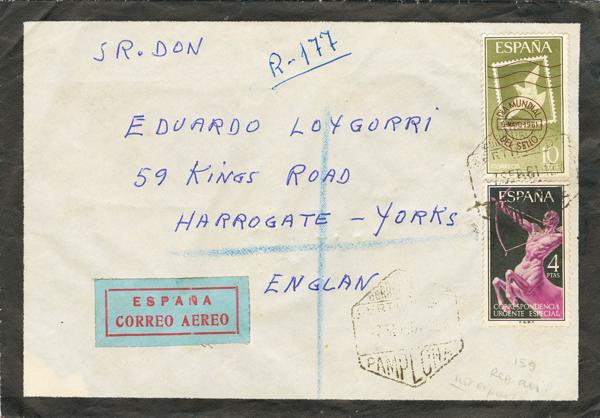 SR. DON
R-177
EDUARDO LOYGORRI
59 KINGS ROAD
HARROGATE - YORKS
ENGLAN
ESPAÑA
CORREO AEREO
ESPAÑA
DIA MUNDIAL
DEL SELLO
10
CORREOS
ESPAÑA
4
PTAS
CORRESPONDENCIA
URGENTE ESPECIAL
PAMPLONA
159